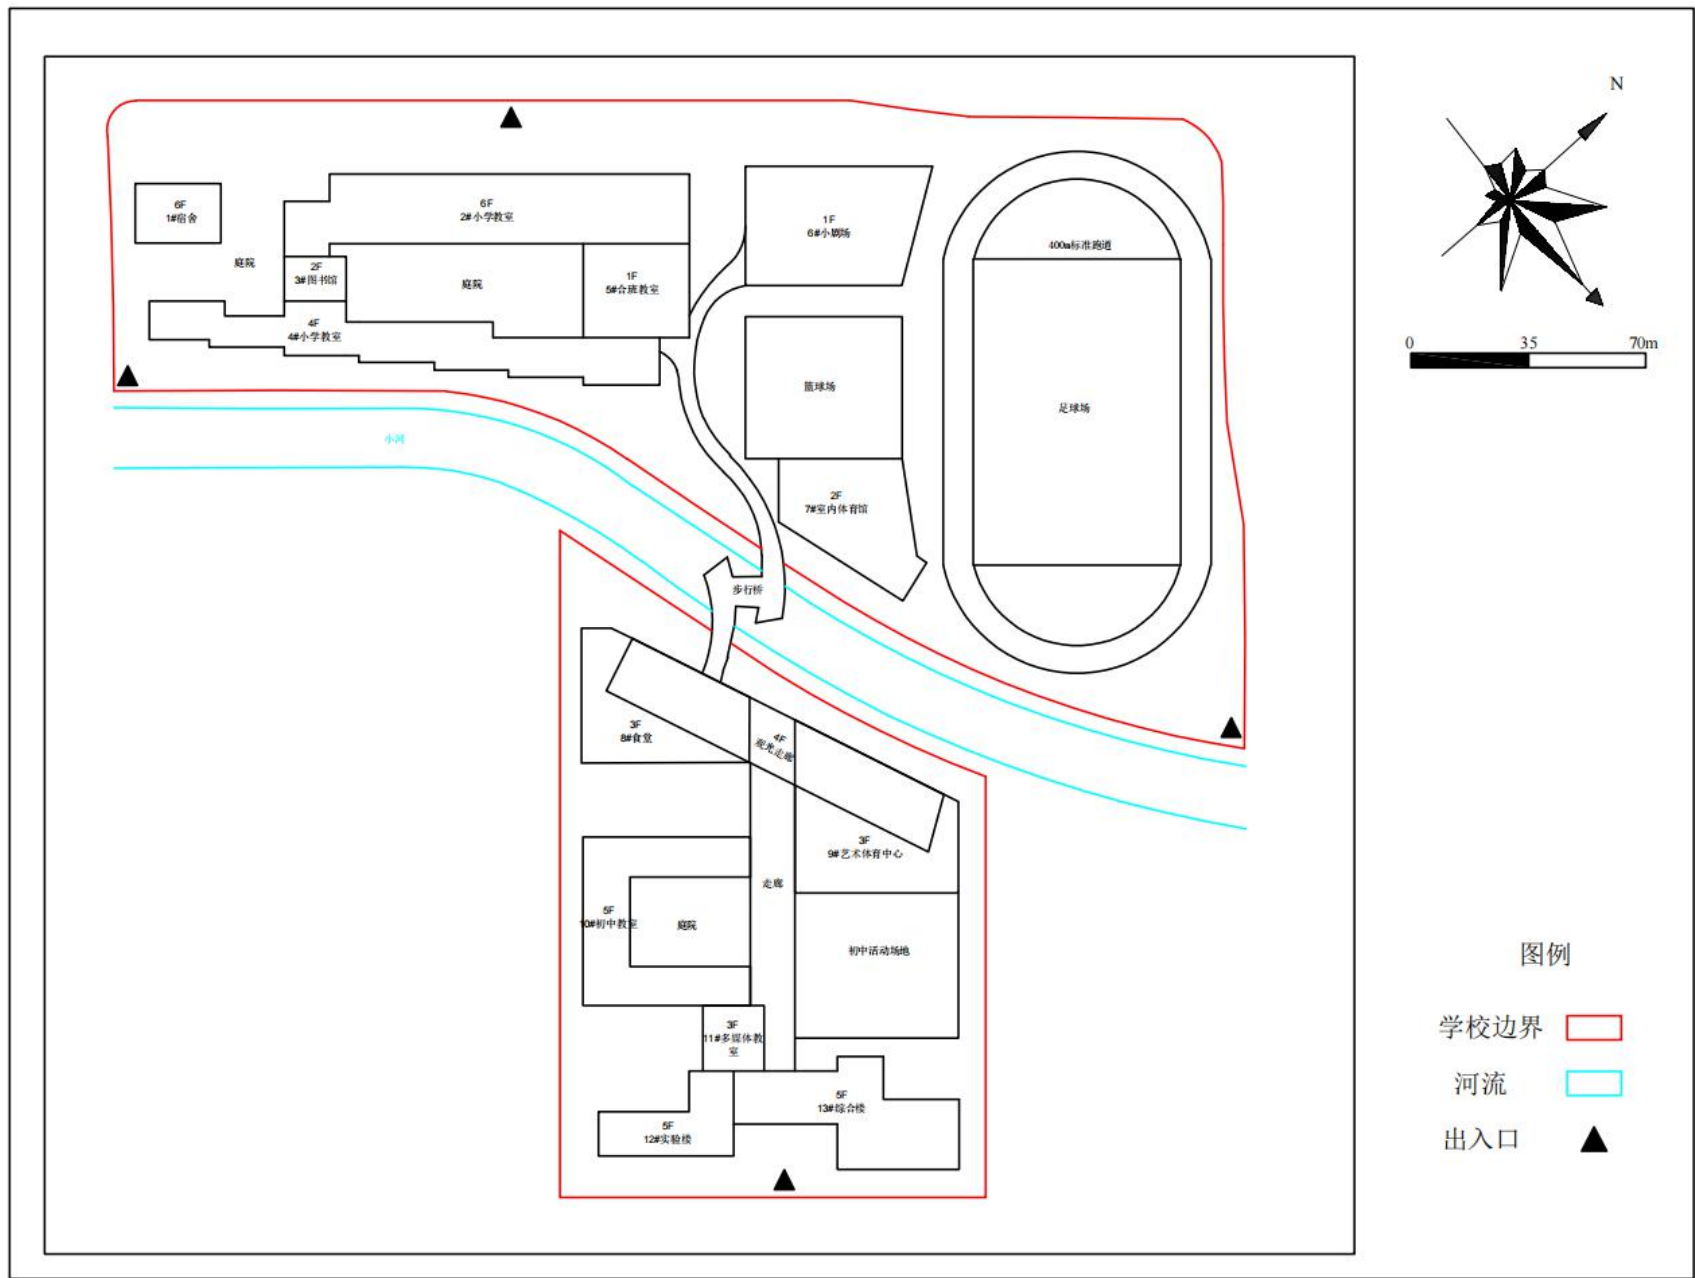 N
6F
1#宿舍
6F
2#小学教室
1F
6#小剧场
400m标准跑道
庭院
2F
3#图书馆
庭院
1F
5#合班教室
4F
4#小学教室
0
35
70m
篮球场
足球场
小河
2F
7#室内体育馆
步行桥
3F
8#食堂
4F
观光走廊
3F
9#艺术体育中心
走廊
5F
10#初中教室
庭院
初中活动场地
3F
11#多媒体教
室
5F
12#实验楼
5F
13#综合楼
图例
学校边界
河流
出入口